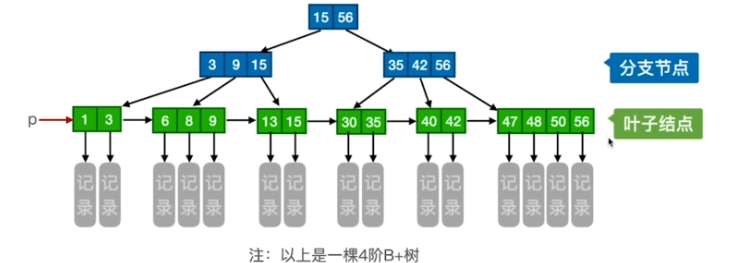 15 56
3 9 15
35 42 56
分支节点
p
1 3
6 8 9
13 15
30 35
40 42
47 48 50 56
叶子结点
记录 记录 记录 记录 记录 记录 记录 记录 记录 记录 记录 记录 记录 记录 记录
注：以上是一棵4阶B+树